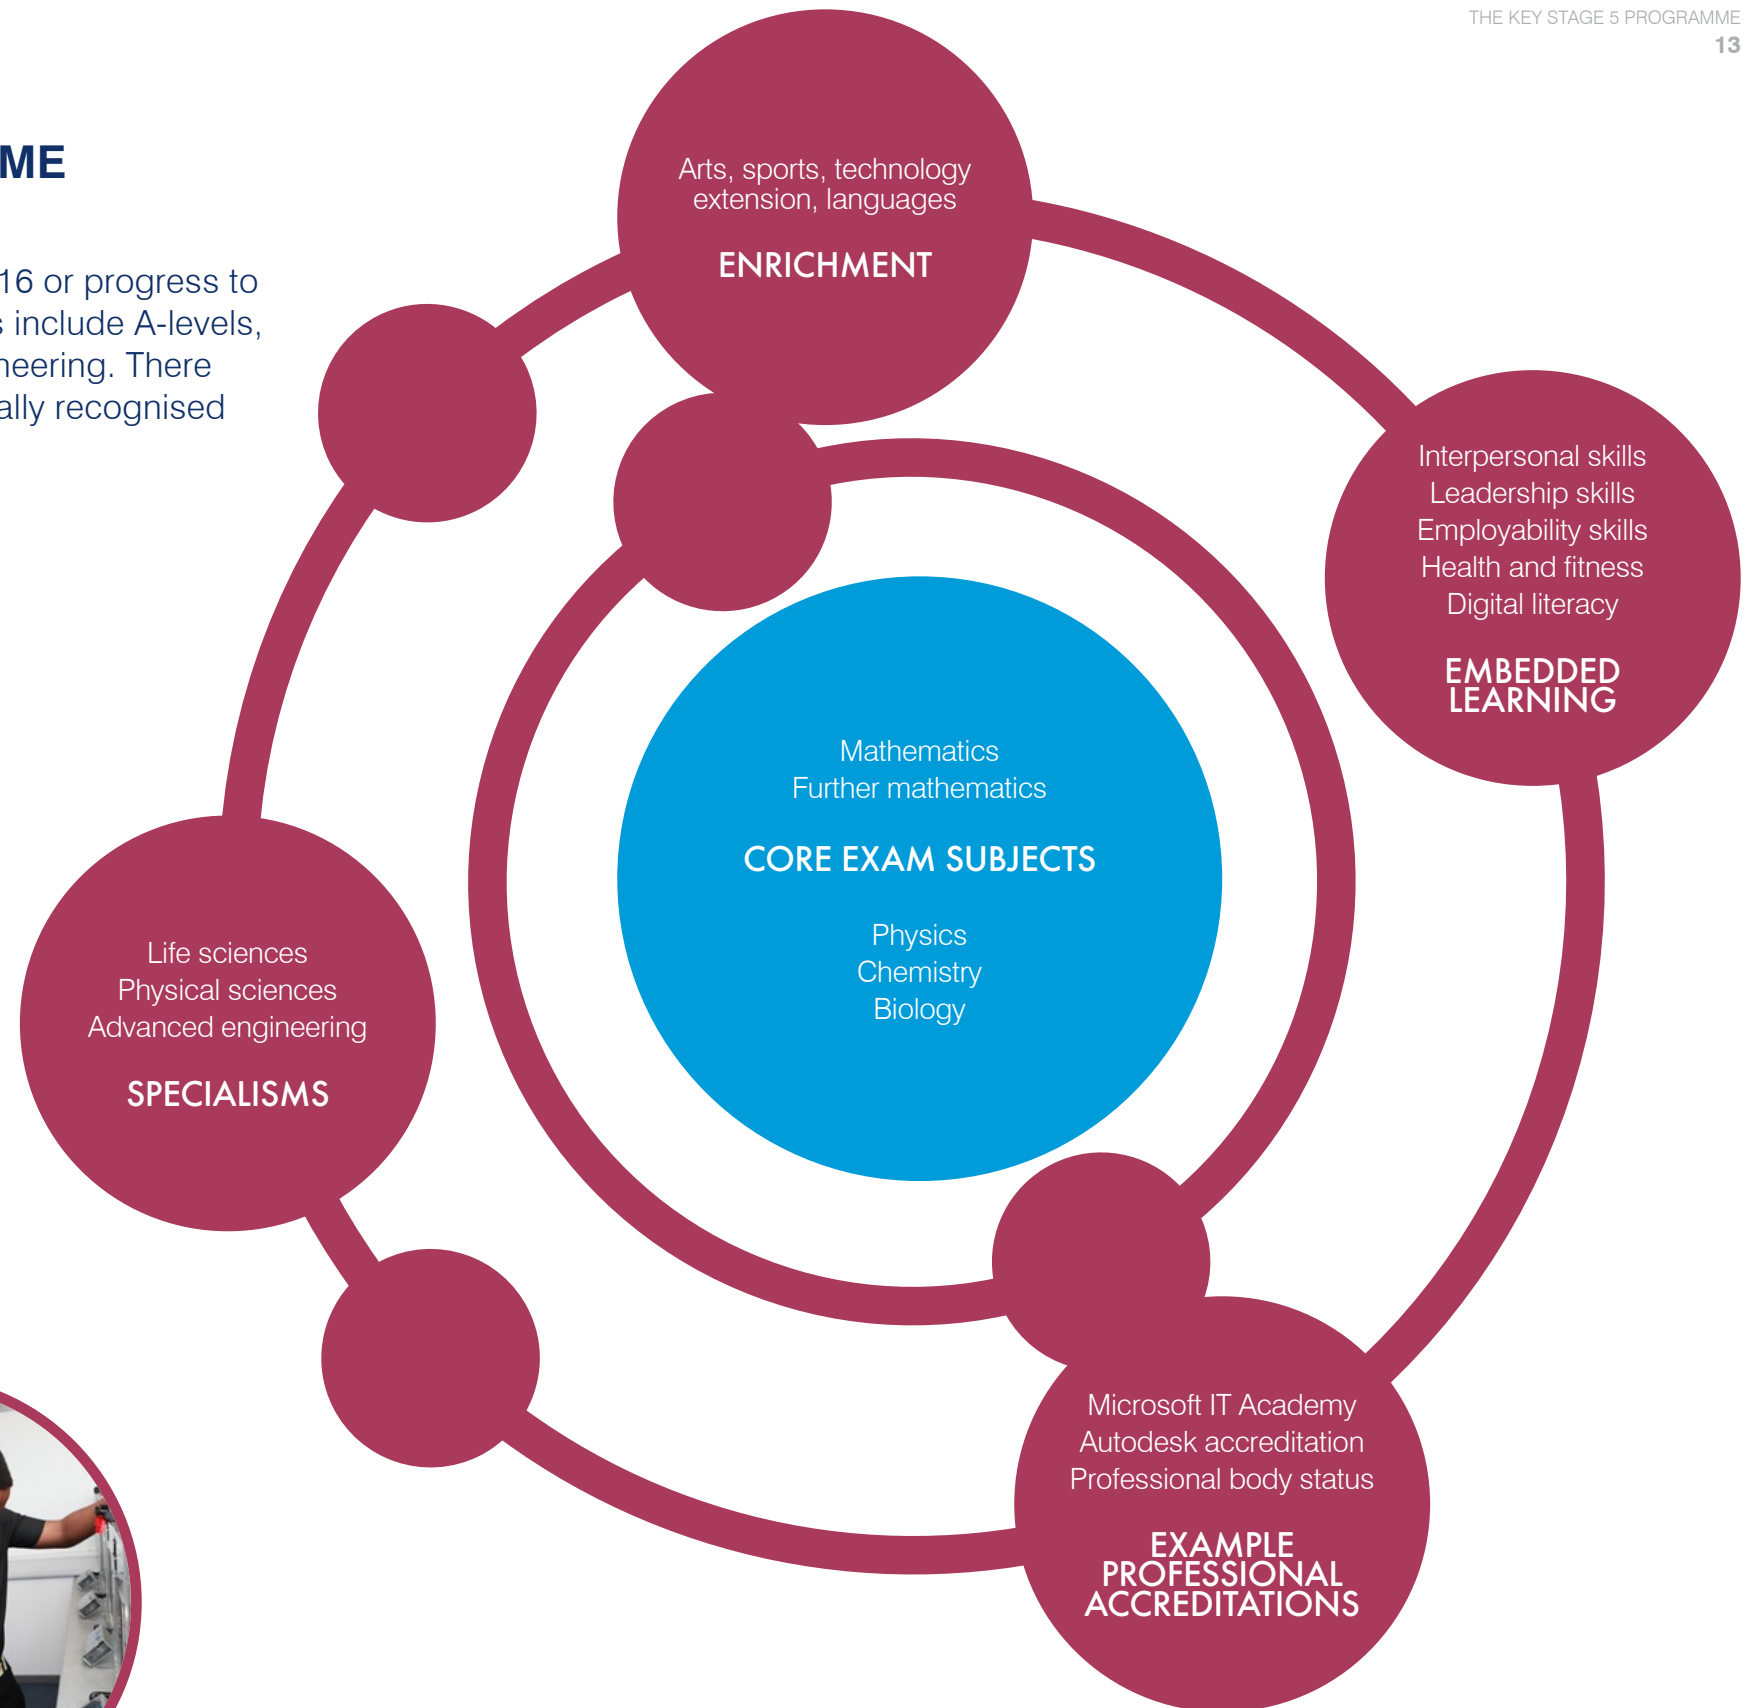 THE KEY STAGE 5 PROGRAMME
13
ME
16 or progress to
include A-levels,
neering. There
ally recognised
Arts, sports, technology
extension, languages
ENRICHMENT
Interpersonal skills
Leadership skills
Employability skills
Health and fitness
Digital literacy
EMBEDDED
LEARNING
Mathematics
Further mathematics
CORE EXAM SUBJECTS
Physics
Chemistry
Biology
Life sciences
Physical sciences
Advanced engineering
SPECIALISMS
Microsoft IT Academy
Autodesk accreditation
Professional body status
EXAMPLE
PROFESSIONAL
ACCREDITATIONS